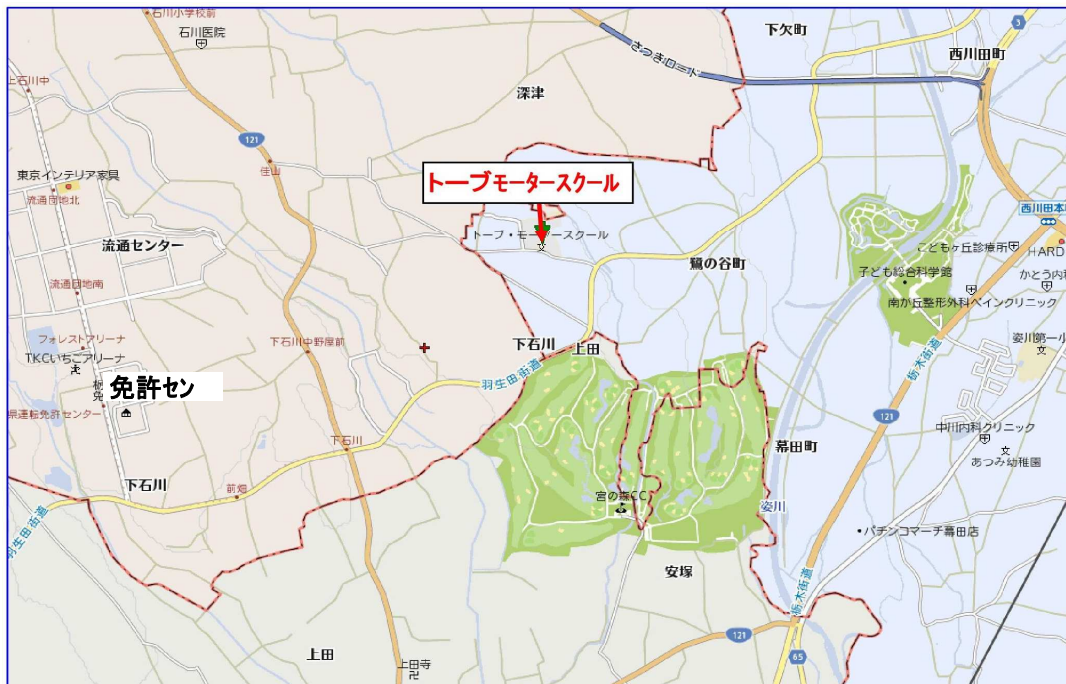 石川小学校前
石川医院
上石川中
深津
さつきロード
下欠町
3
西川田町
121
佳山
東京インテリア家具
流通団地北
トーブモータースクール
トーブ・モータースクール
流通センター
鷺の谷町
西川田本町
こどもヶ丘診療所
HARD
子ども総合科学館
かとう内科
南が丘整形外科ペインクリニック
流通団地南
フォレストアリーナ
下石川中野屋前
下石川
上田
姿川第一小
TKCいちごアリーナ
羽生田街道
栃木街道
免許セン
県運転免許センター
121
中川内科クリニック
下石川
幕田町
あつみ幼稚園
下石川
前畑
宮の森CC
姿川
羽生田街道
パチンコマーチ幕田店
安塚
栃木街道
121
上田
上田寺
65